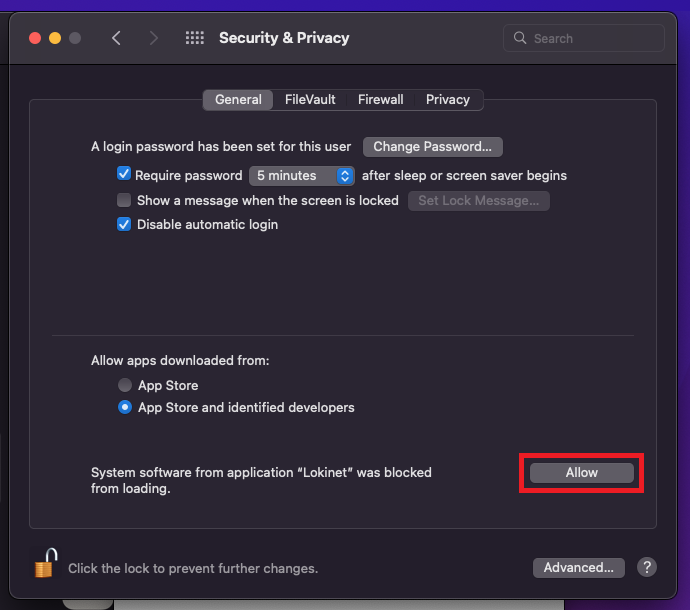 Security & Privacy
Search
General FileVault Firewall Privacy
A login password has been set for this user Change Password...
Require password 5 minutes after sleep or screen saver begins
Show a message when the screen is locked Set Lock Message...
Disable automatic login
Allow apps downloaded from:
App Store
App Store and identified developers
System software from application “Lokinet” was blocked
from loading.
Allow
Click the lock to prevent further changes.
Advanced...
?